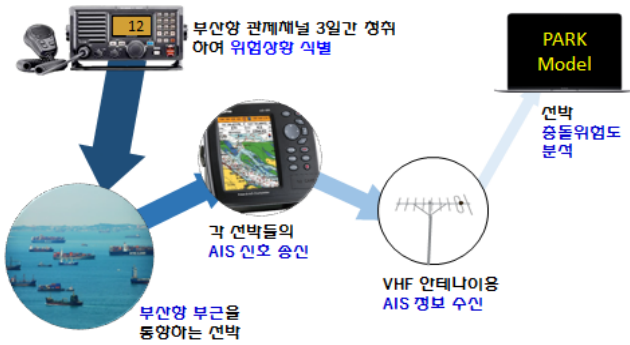 12
부산항 관제채널 3일간 청취
하여 위험상황 식별
PARK
Model
선박
충돌위험도
분석
각 선박들의
AIS 신호 송신
VHF 안테나이용
AIS 정보 수신
부산항 부근을
통항하는 선박